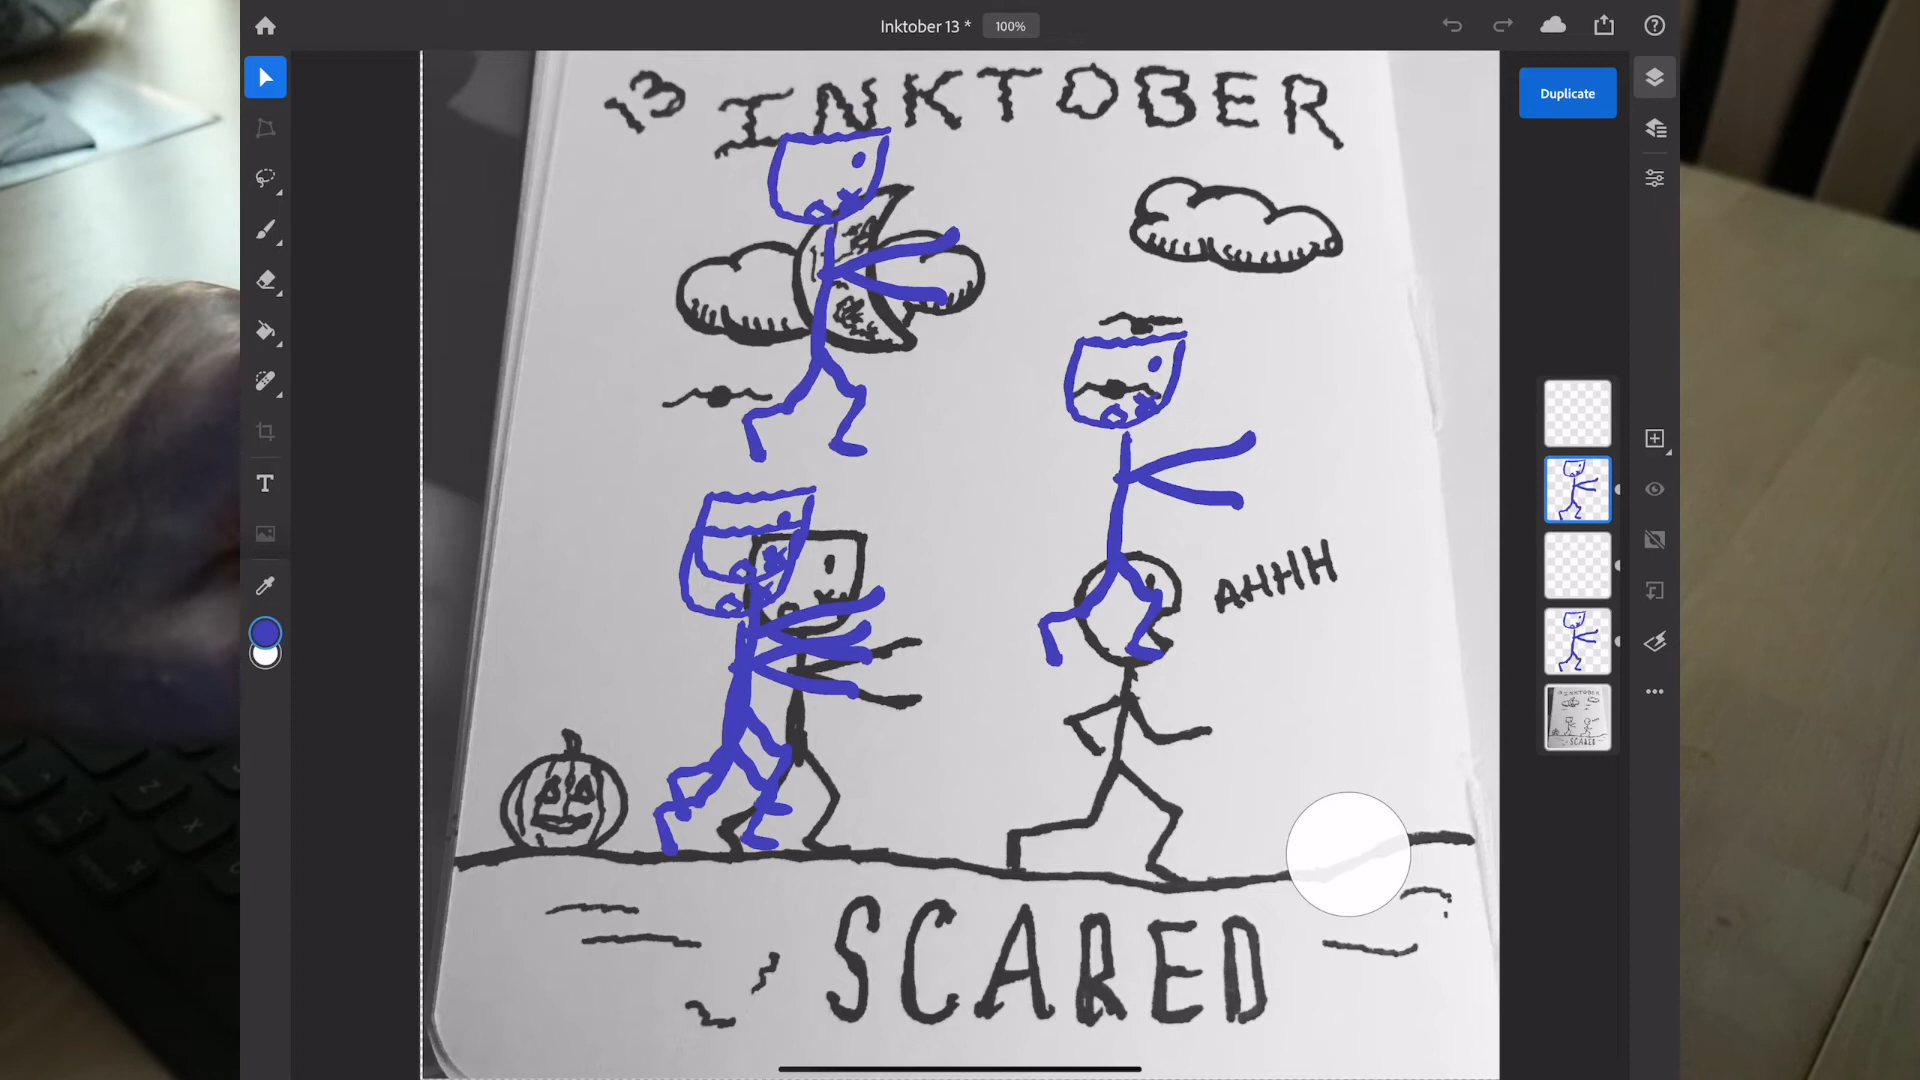 Inktober 13 * 100%
Duplicate
13 INKTOBER
AHHH
SCARED